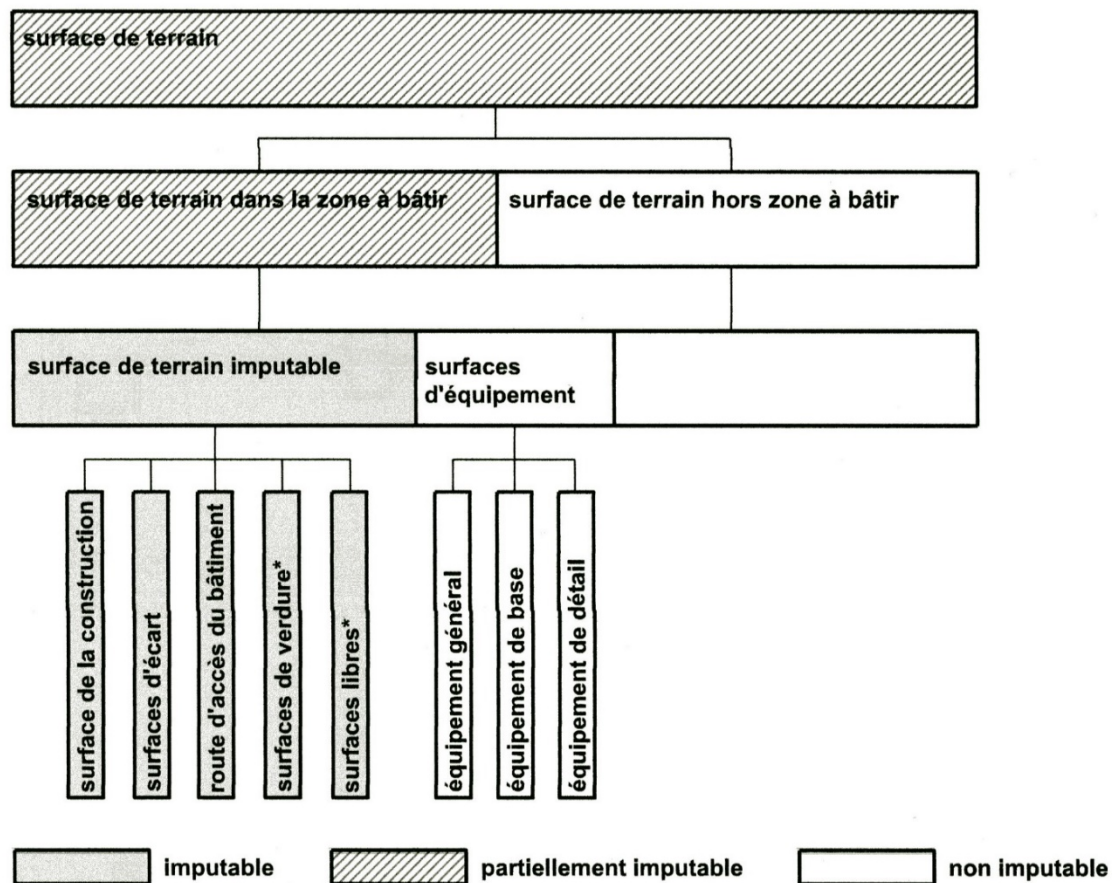 surface de terrain
surface de terrain dans la zone à bâtir
surface de terrain hors zone à bâtir
surface de terrain imputable
surfaces
d'équipement
surface de la construction
surfaces d'écart
route d'accès du bâtiment
surfaces de verdure*
surfaces libres*
équipement général
équipement de base
équipement de détail
imputable
partiellement imputable
non imputable